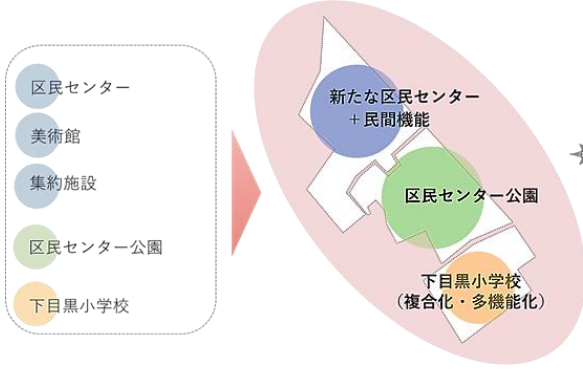 区民センター
美術館
集約施設
区民センター公園
下目黒小学校
新たな区民センター
＋民間機能
区民センター公園
下目黒小学校
（複合化・多機能化）